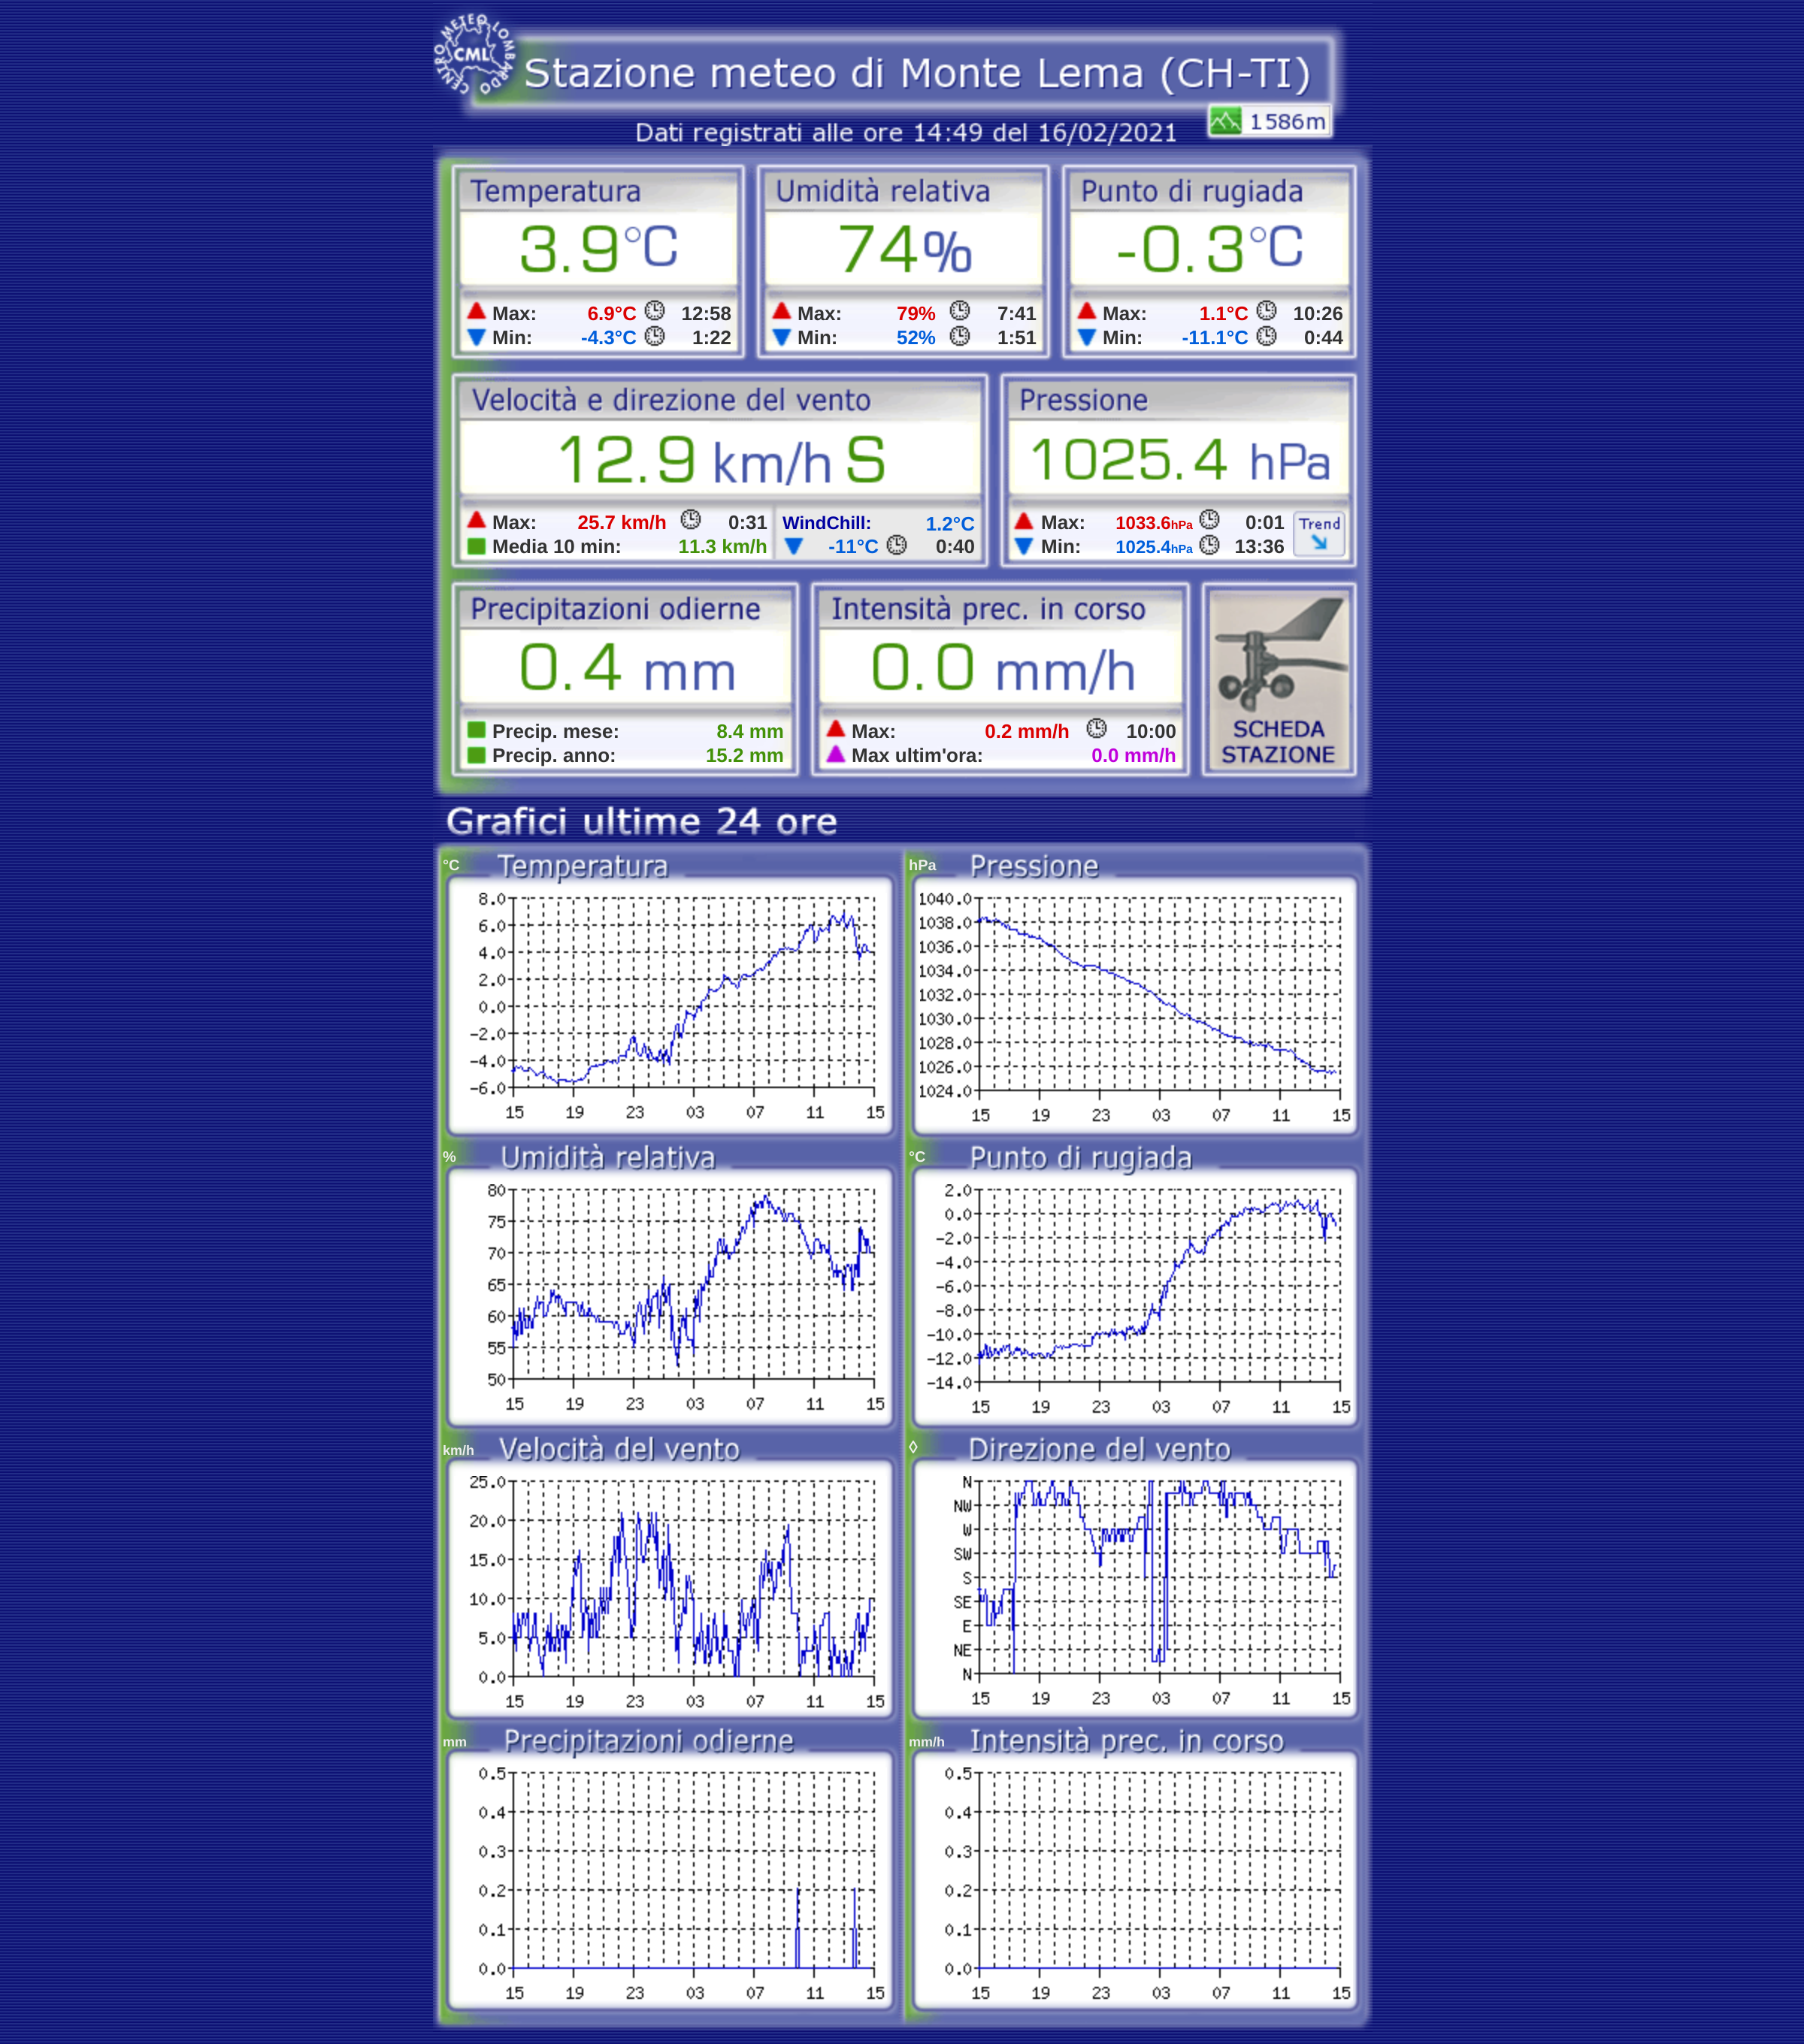 CENTRO METEO LOMBARDO
CML
Stazione meteo di Monte Lema (CH-TI)
1586m
Dati registrati alle ore 14:49 del 16/02/2021
Temperatura Umidità relativa Punto di rugiada
3.9°C 74% -0.3°C
Max: 6.9°C 12:58 Max: 79% 7:41 Max: 1.1°C 10:26
Min: -4.3°C 1:22 Min: 52% 1:51 Min: -11.1°C 0:44
Velocità e direzione del vento Pressione
12.9 km/h S 1025.4 hPa
Max: 25.7 km/h 0:31 WindChill: 1.2°C Max: 1033.6hPa 0:01 Trend
Media 10 min: 11.3 km/h -11°C 0:40 Min: 1025.4hPa 13:36
Precipitazioni odierne Intensità prec. in corso
0.4 mm 0.0 mm/h
Precip. mese: 8.4 mm Max: 0.2 mm/h 10:00 SCHEDA
Precip. anno: 15.2 mm Max ultim'ora: 0.0 mm/h STAZIONE
Grafici ultime 24 ore
°C Temperatura
8.0
6.0
4.0
2.0
0.0
-2.0
-4.0
-6.0
15 19 23 03 07 11 15
hPa Pressione
1040.0
1038.0
1036.0
1034.0
1032.0
1030.0
1028.0
1026.0
1024.0
15 19 23 03 07 11 15
% Umidità relativa
80
75
70
65
60
55
50
15 19 23 03 07 11 15
°C Punto di rugiada
2.0
0.0
-2.0
-4.0
-6.0
-8.0
-10.0
-12.0
-14.0
15 19 23 03 07 11 15
km/h Velocità del vento
25.0
20.0
15.0
10.0
5.0
0.0
15 19 23 03 07 11 15
◊ Direzione del vento
N
NW
W
SW
S
SE
E
NE
N
15 19 23 03 07 11 15
mm Precipitazioni odierne
0.5
0.4
0.3
0.2
0.1
0.0
15 19 23 03 07 11 15
mm/h Intensità prec. in corso
0.5
0.4
0.3
0.2
0.1
0.0
15 19 23 03 07 11 15